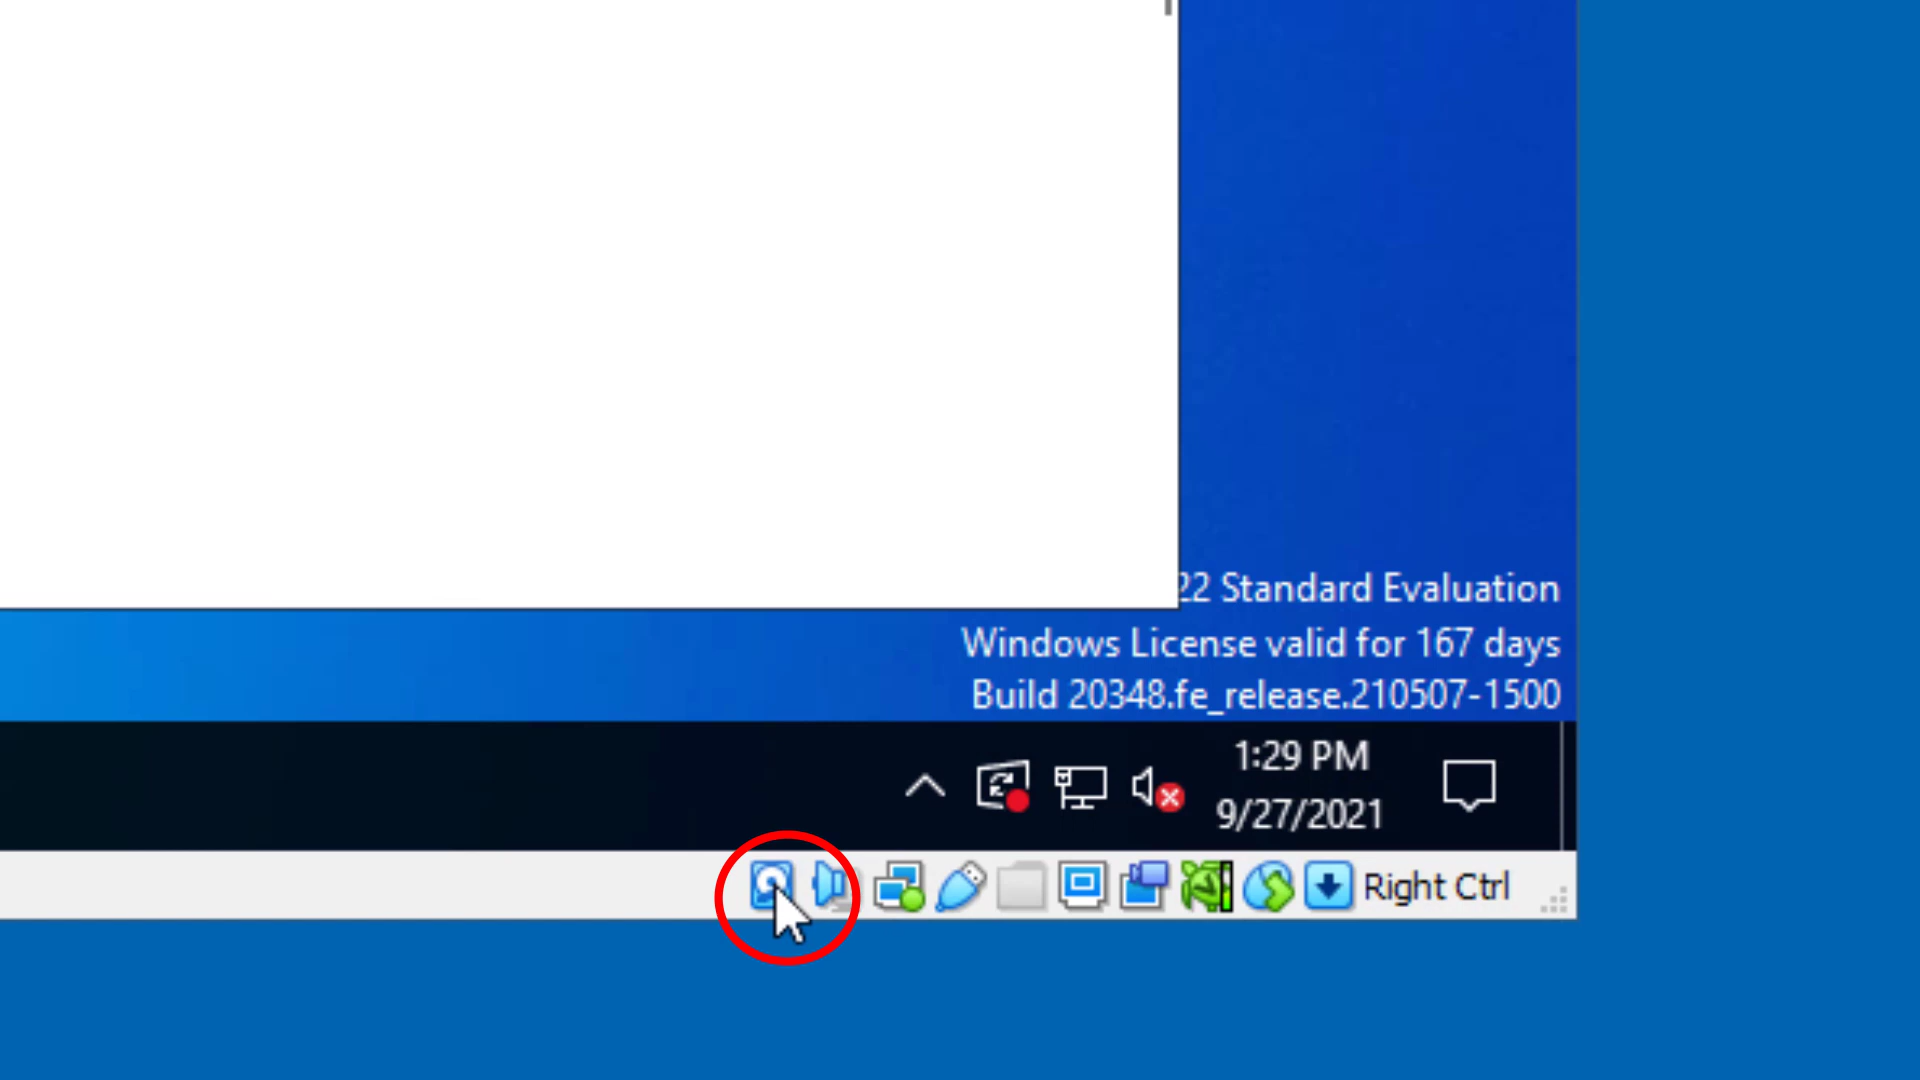 22 Standard Evaluation
Windows License valid for 167 days
Build 20348.fe_release.210507-1500
1:29 PM
9/27/2021
Right Ctrl